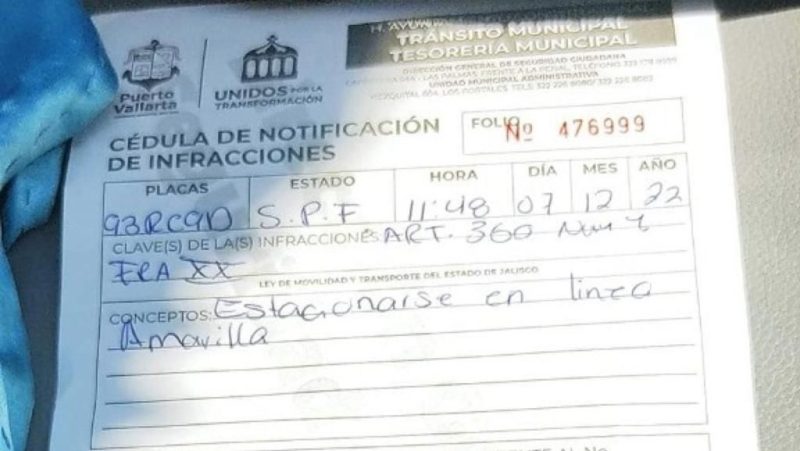 H. AYUN
TRÁNSITO MUNICIPAL
TESORERÍA MUNICIPAL
DIRECCIÓN GENERAL DE SEGURIDAD CIUDADANA
UNIDAD MUNICIPAL ADMINISTRATIVA
Puerto
Vallarta
UNIDOS POR LA
TRANSFORMACIÓN
CÉDULA DE NOTIFICACIÓN
DE INFRACCIONES
FOLIO
Nº 476999
PLACAS ESTADO HORA DÍA MES AÑO
S.P.F 11:48 07 12 22
CLAVE(S) DE LA(S) INFRACCIONES ART. 360 Num
XX
LEY DE MOVILIDAD Y TRANSPORTE DEL ESTADO DE JALISCO
CONCEPTOS: Estacionarse en linea
Amarilla